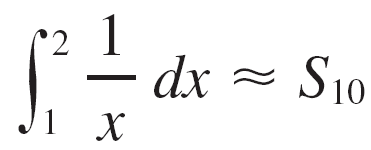 ∫₁² 1/x dx ≈ S₁₀